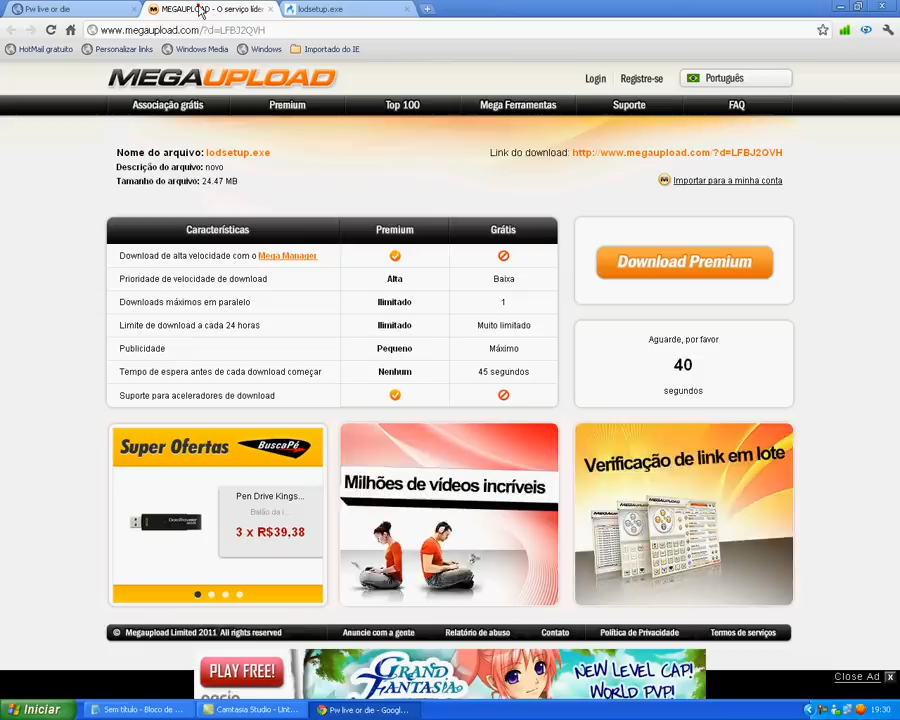 Pw live or die
MEGAUPLOAD - O serviço líder
lodsetup.exe
www.megaupload.com/?d=LFBJ2QVH
HotMail gratuito
Personalizar links
Windows Media
Windows
Importado do IE
MEGAUPLOAD
Login
Registre-se
Português
Associação grátis
Premium
Top 100
Mega Ferramentas
Suporte
FAQ
Nome do arquivo: lodsetup.exe
Link do download: http://www.megaupload.com/?d=LFBJ2QVH
Descrição do arquivo: novo
Tamanho do arquivo: 24.47 MB
Importar para a minha conta
Características Premium Grátis
Download de alta velocidade com o Mega Manager
Prioridade de velocidade de download Alta Baixa
Downloads máximos em paralelo Ilimitado 1
Limite de download a cada 24 horas Ilimitado Muito limitado
Publicidade Pequeno Máximo
Tempo de espera antes de cada download começar Nenhum 45 segundos
Suporte para aceleradores de download
Download Premium
Aguarde, por favor
40
segundos
Super Ofertas BuscaPé
Pen Drive Kings...
Balão da I...
3 x R$39,38
Milhões de vídeos incríveis
Verificação de link em lote
© Megaupload Limited 2011 All rights reserved
Anuncie com a gente
Relatório de abuso
Contato
Política de Privacidade
Termos de serviços
PLAY FREE!
GRAND FANTASIA
NEW LEVEL CAP!
WORLD PVP!
Close Ad X
Iniciar
Sem título - Bloco de ...
Camtasia Studio - Unt...
Pw live or die - Googl...
19:30